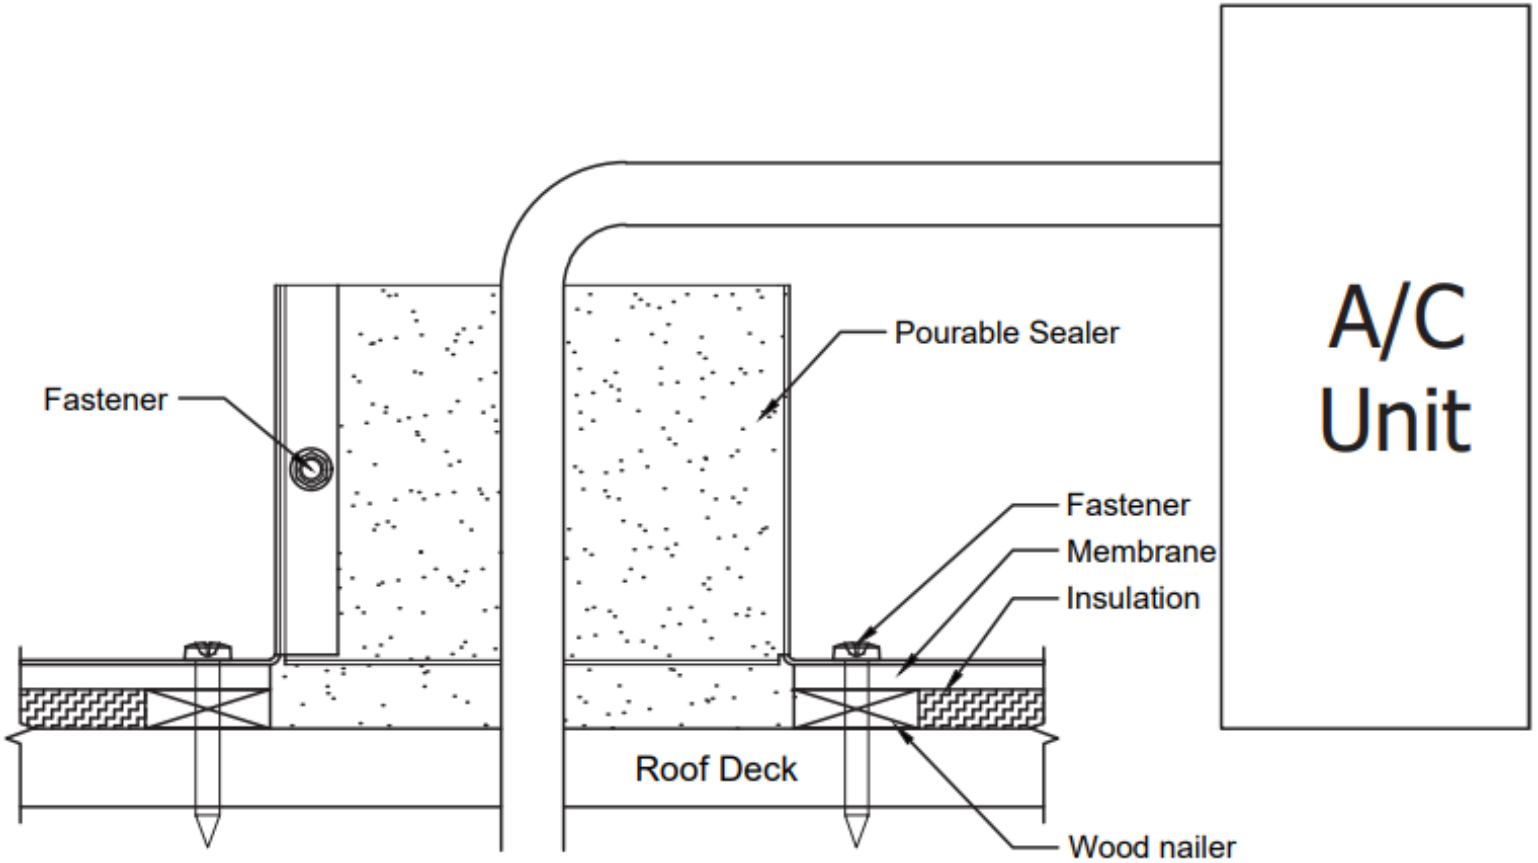 Pourable Sealer
A/C
Unit
Fastener
Fastener
Membrane
Insulation
Roof Deck
Wood nailer